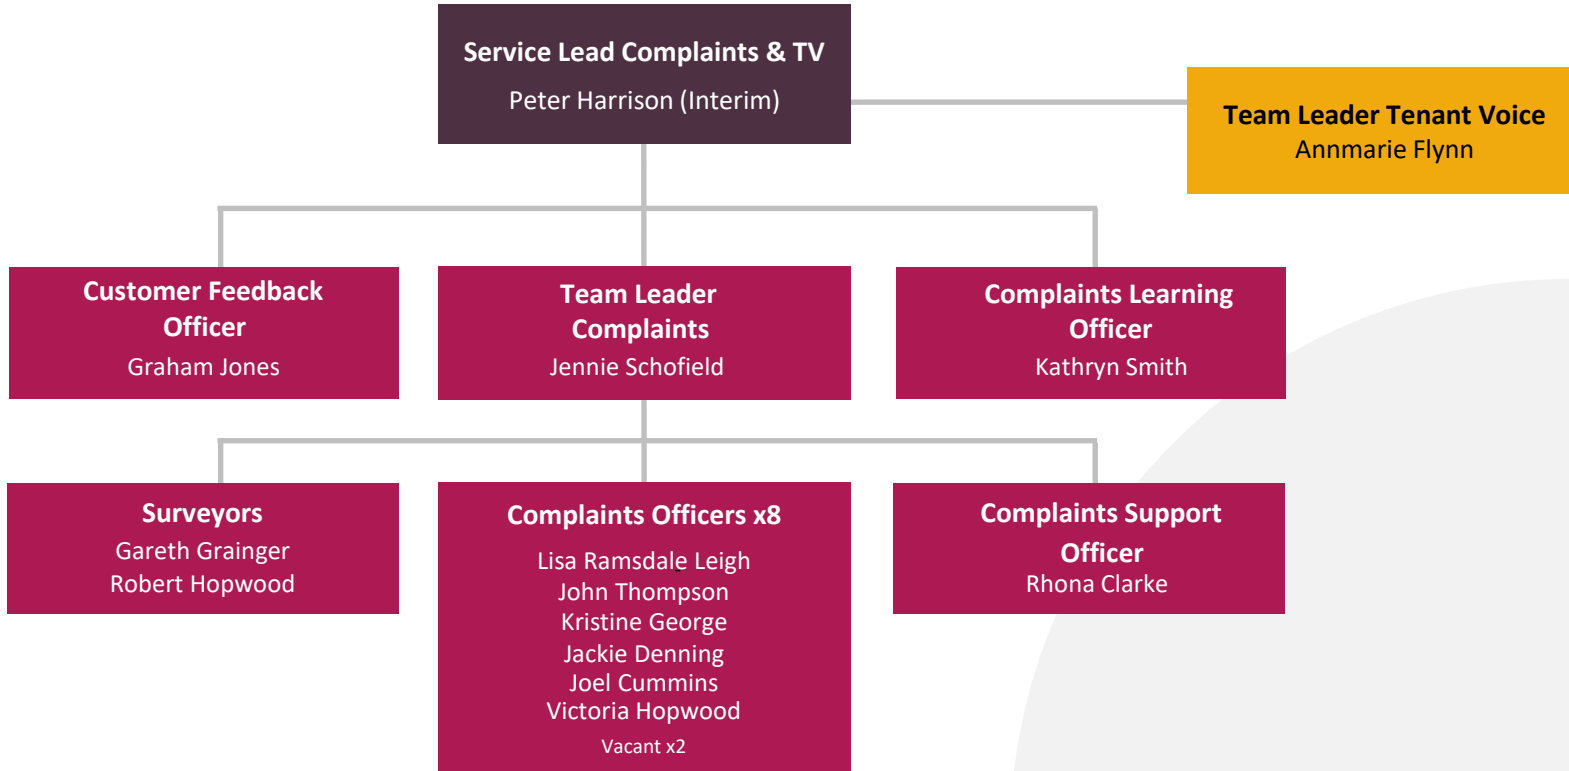 Service Lead Complaints & TV
Peter Harrison (Interim)
Team Leader Tenant Voice
Annmarie Flynn
Customer Feedback
Officer
Graham Jones
Team Leader
Complaints
Jennie Schofield
Complaints Learning
Officer
Kathryn Smith
Surveyors
Gareth Grainger
Robert Hopwood
Complaints Officers x8
Lisa Ramsdale Leigh
John Thompson
Kristine George
Jackie Denning
Joel Cummins
Victoria Hopwood
Vacant x2
Complaints Support
Officer
Rhona Clarke